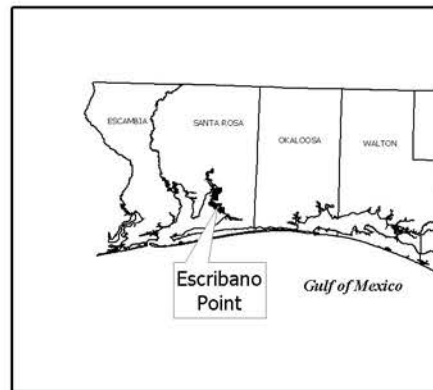 ESCAMBIA
SANTA ROSA
OKALOOSA
WALTON
Escribano
Point
Gulf of Mexico